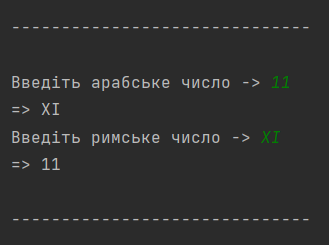 ------------------------------
Введіть арабське число -> 11
=> XI
Введіть римське число -> XI
=> 11
------------------------------